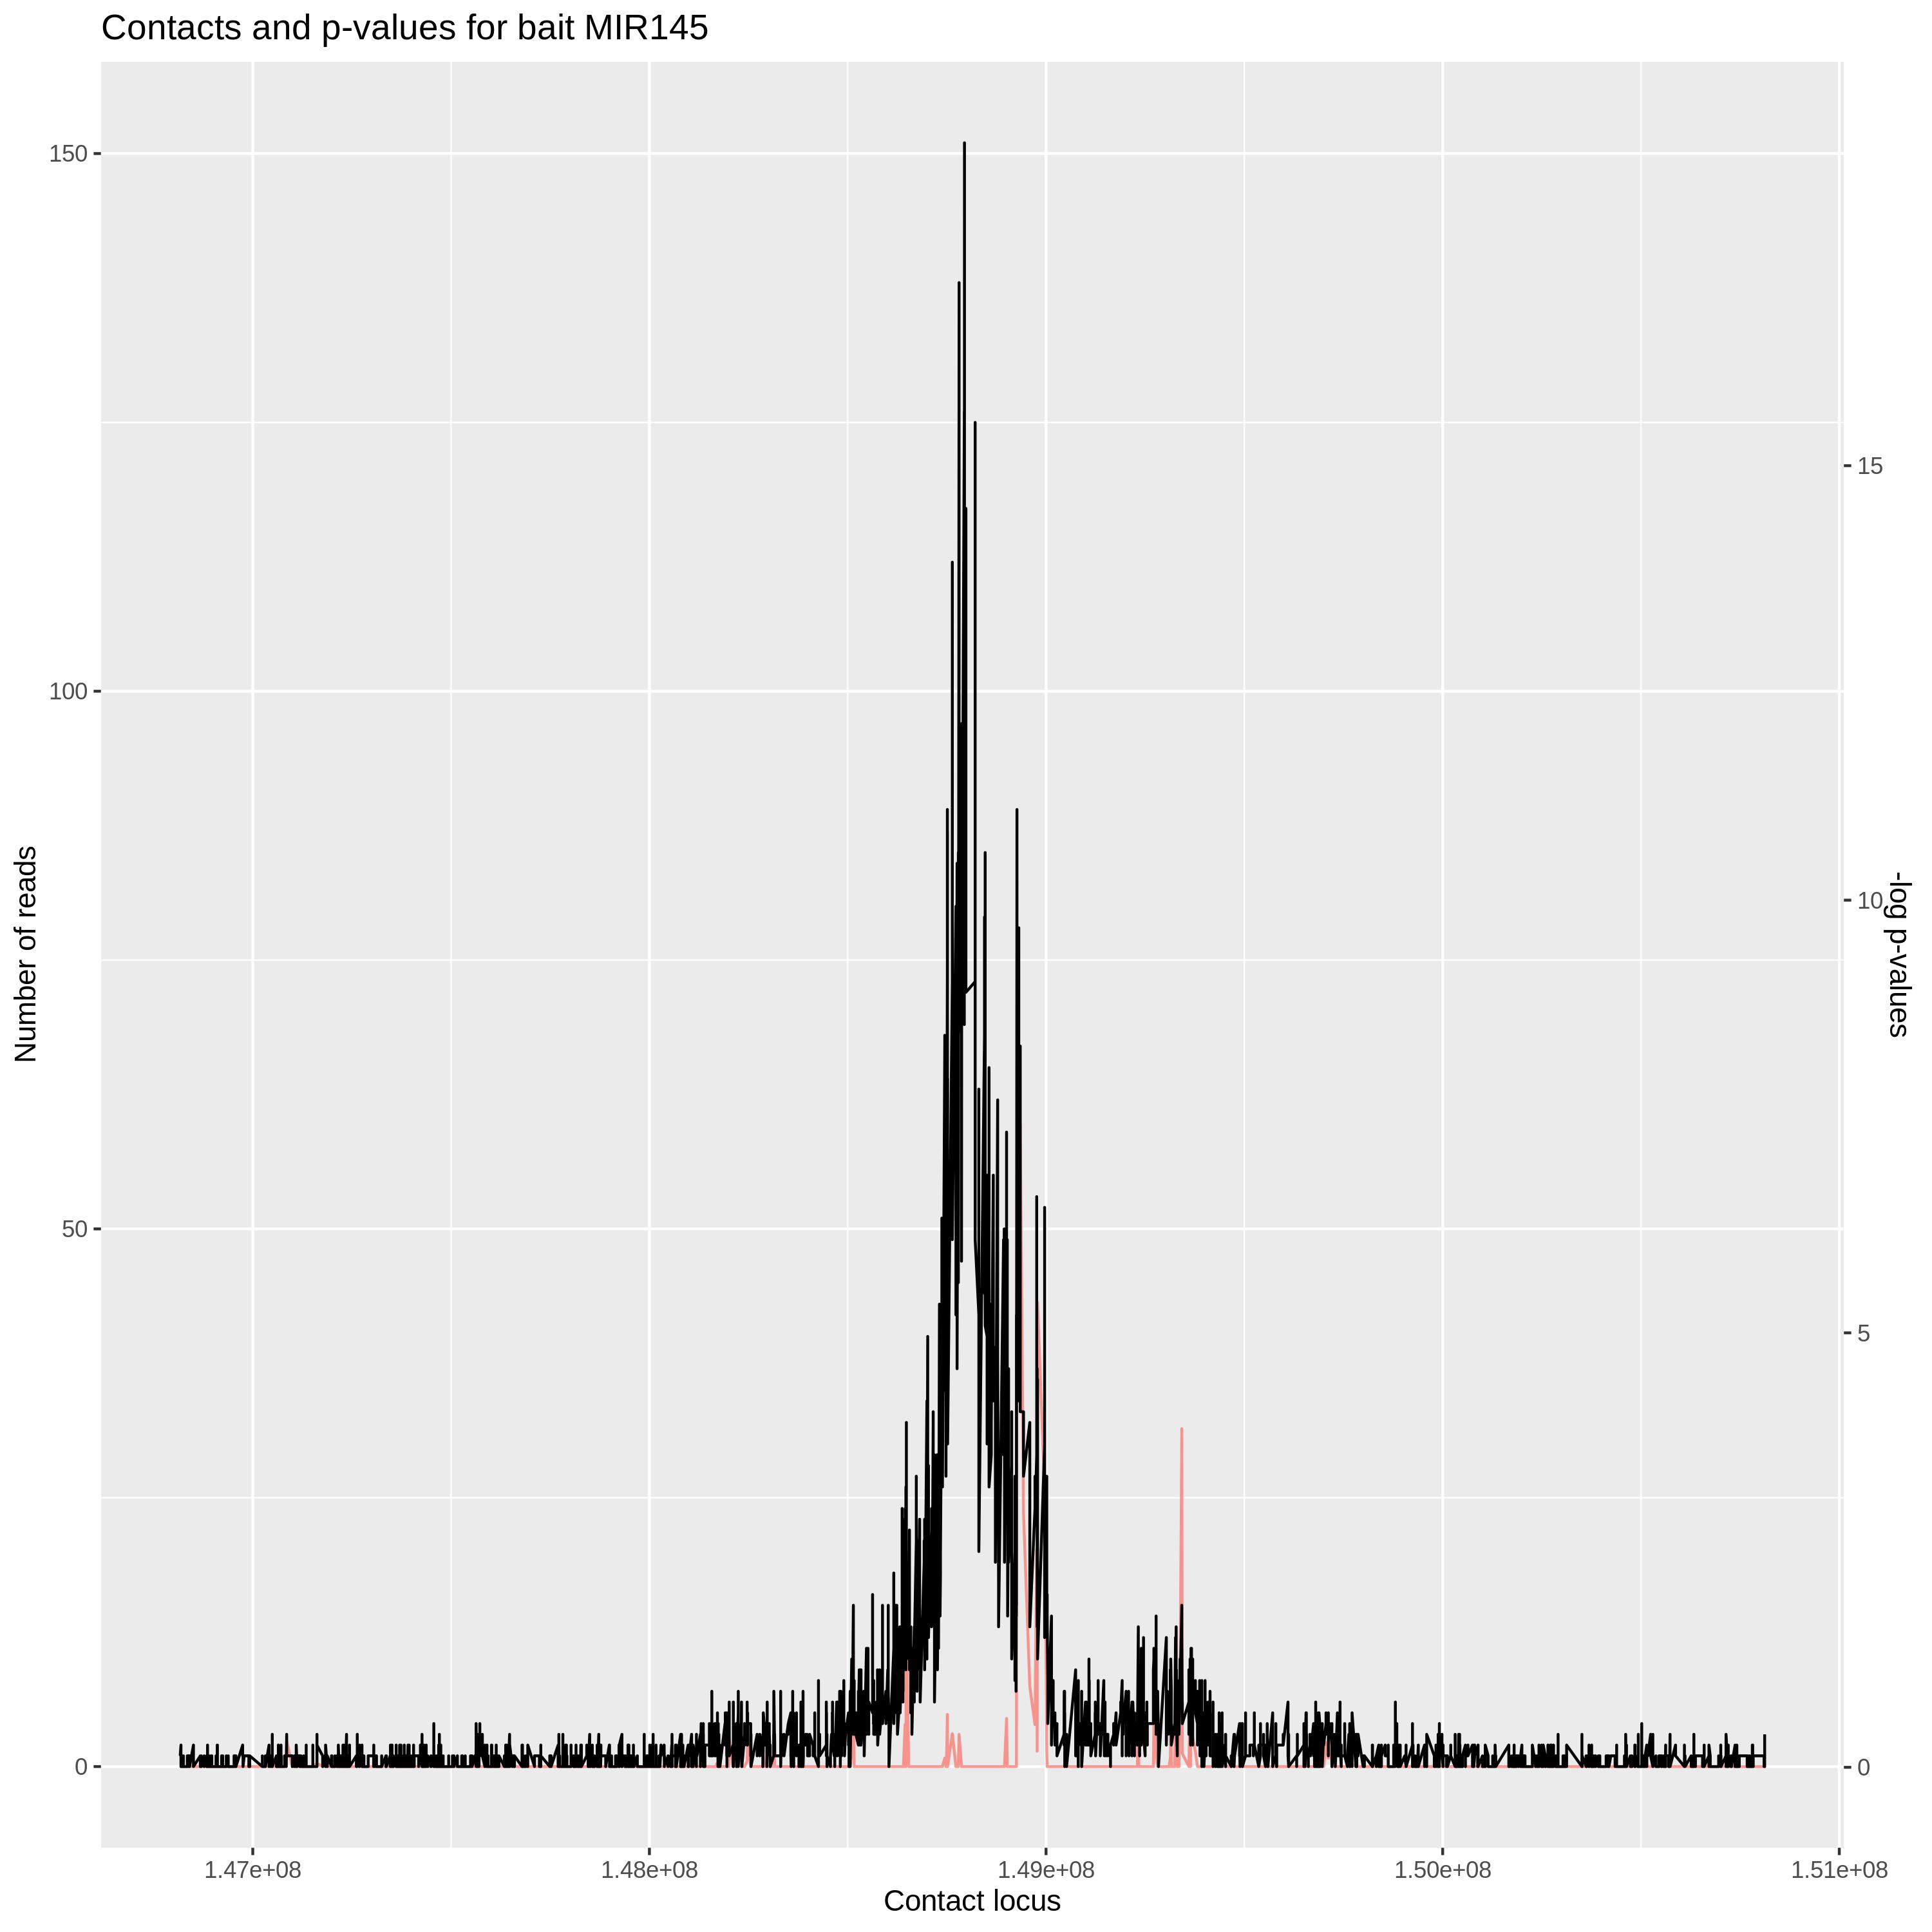 Contacts and p-values for bait MIR145
150
100
50
0
Number of reads
15
10
5
0
-log p-values
1.47e+08 1.48e+08 1.49e+08 1.50e+08 1.51e+08
Contact locus